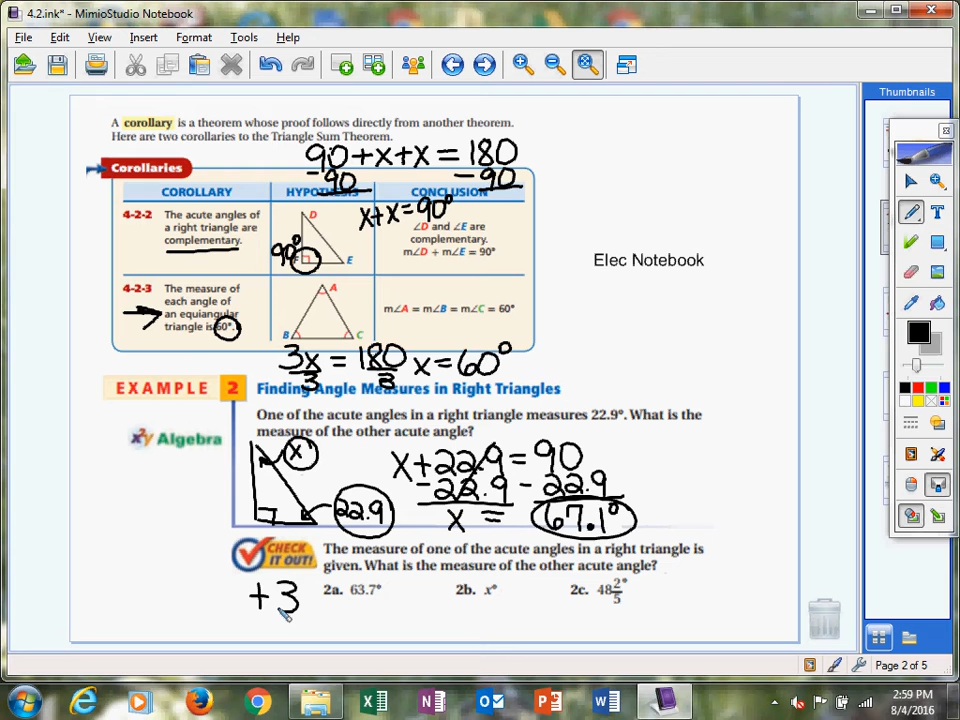 4.2.ink* - MimioStudio Notebook
File Edit View Insert Format Tools Help
Thumbnails
A corollary is a theorem whose proof follows directly from another theorem.
Here are two corollaries to the Triangle Sum Theorem.
90+x+x=180
-90 -90
x+x=90°
Corollaries
COROLLARY HYPOTHESIS CONCLUSION
4-2-2 The acute angles of
a right triangle are
complementary.
D
90°
E
∠D and ∠E are
complementary.
m∠D + m∠E = 90°
4-2-3 The measure of
each angle of
an equiangular
triangle is 60°.
A
B C
m∠A = m∠B = m∠C = 60°
Elec Notebook
3x = 180 x=60°
3 3
EXAMPLE 2 Finding Angle Measures in Right Triangles
xy Algebra
One of the acute angles in a right triangle measures 22.9°. What is the
measure of the other acute angle?
x
22.9
x+22.9=90
-22.9 -22.9
x = 67.1°
CHECK IT OUT!
The measure of one of the acute angles in a right triangle is
given. What is the measure of the other acute angle?
+3
2a. 63.7° 2b. x° 2c. 48 2/5°
Page 2 of 5
2:59 PM
8/4/2016